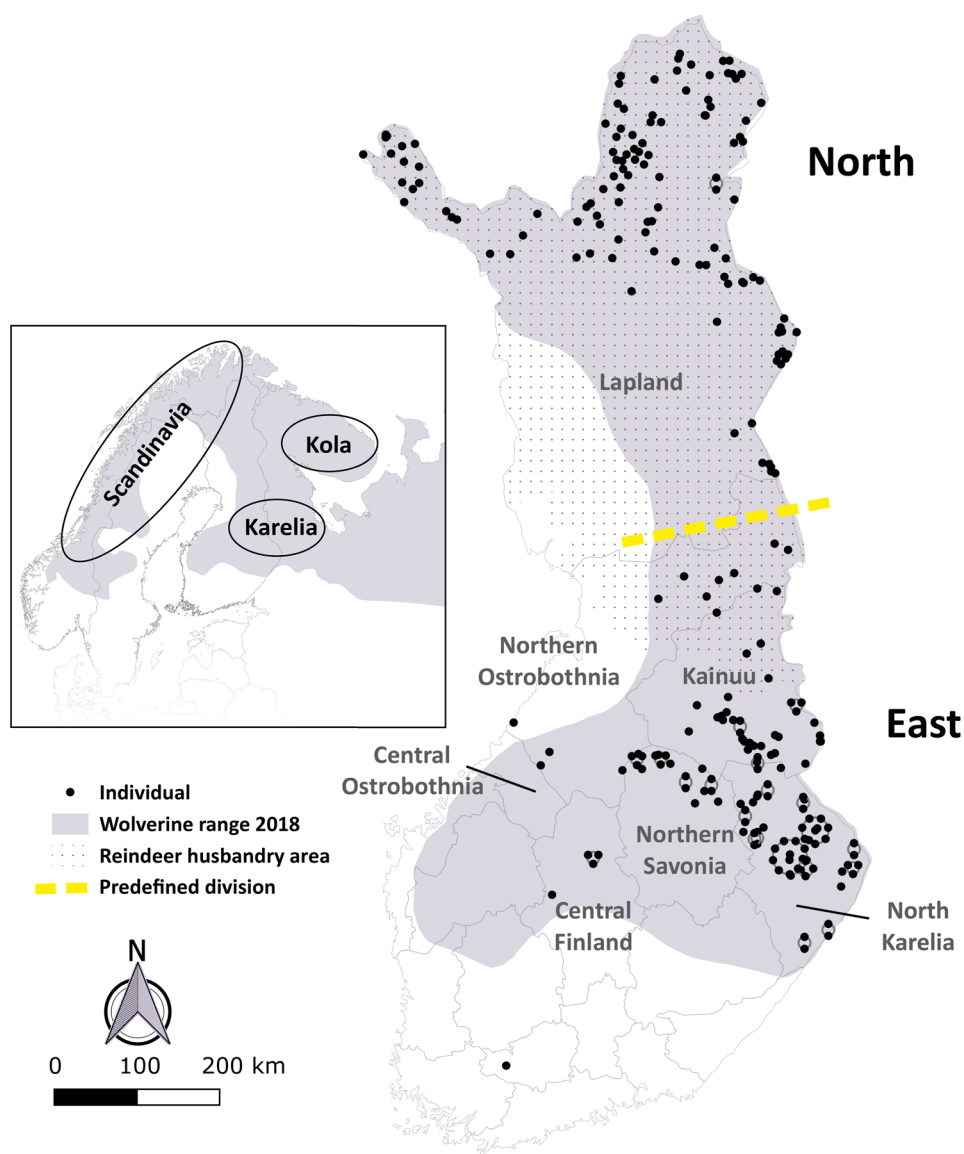 North
Lapland
Scandinavia
Kola
Karelia
Northern
Ostrobothnia
Kainuu
East
Central
Ostrobothnia
Individual
Wolverine range 2018
Reindeer husbandry area
Predefined division
Northern
Savonia
Central
Finland
North
Karelia
N
0 100 200 km